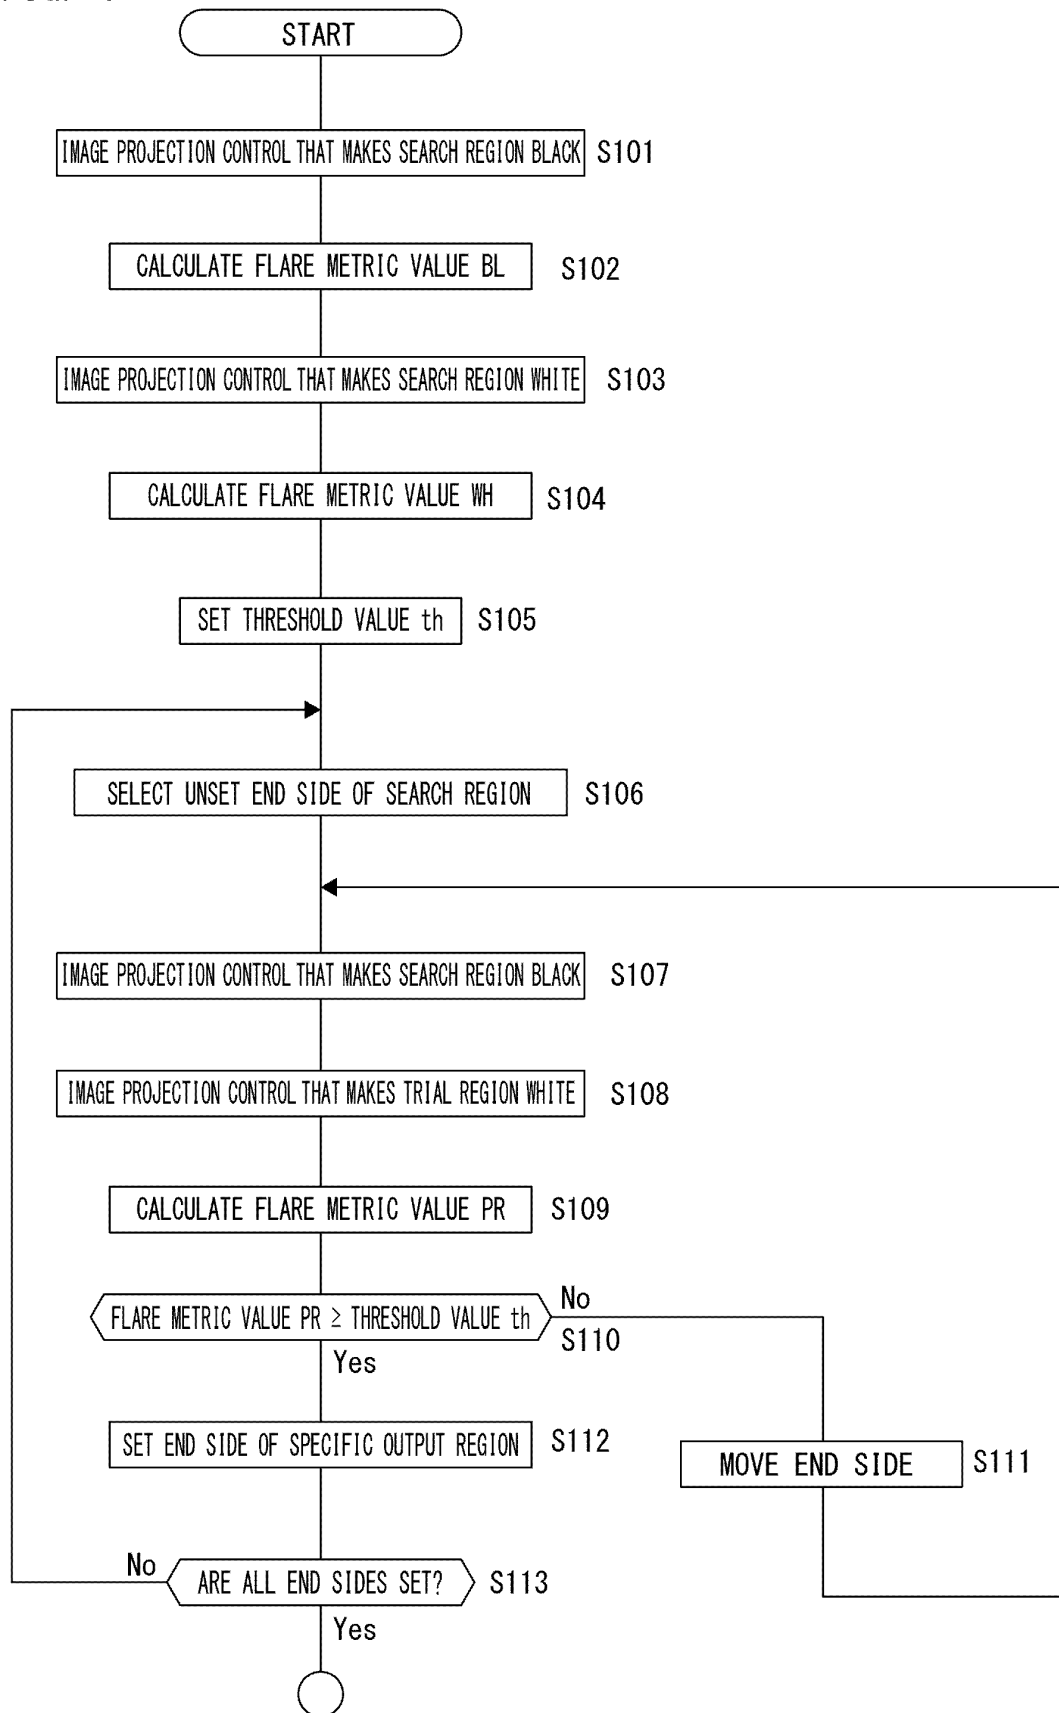 START
IMAGE PROJECTION CONTROL THAT MAKES SEARCH REGION BLACK S101
CALCULATE FLARE METRIC VALUE BL S102
IMAGE PROJECTION CONTROL THAT MAKES SEARCH REGION WHITE S103
CALCULATE FLARE METRIC VALUE WH S104
SET THRESHOLD VALUE th S105
SELECT UNSET END SIDE OF SEARCH REGION S106
IMAGE PROJECTION CONTROL THAT MAKES SEARCH REGION BLACK S107
IMAGE PROJECTION CONTROL THAT MAKES TRIAL REGION WHITE S108
CALCULATE FLARE METRIC VALUE PR S109
FLARE METRIC VALUE PR ≥ THRESHOLD VALUE th No
S110
Yes
SET END SIDE OF SPECIFIC OUTPUT REGION S112
MOVE END SIDE S111
No ARE ALL END SIDES SET? S113
Yes